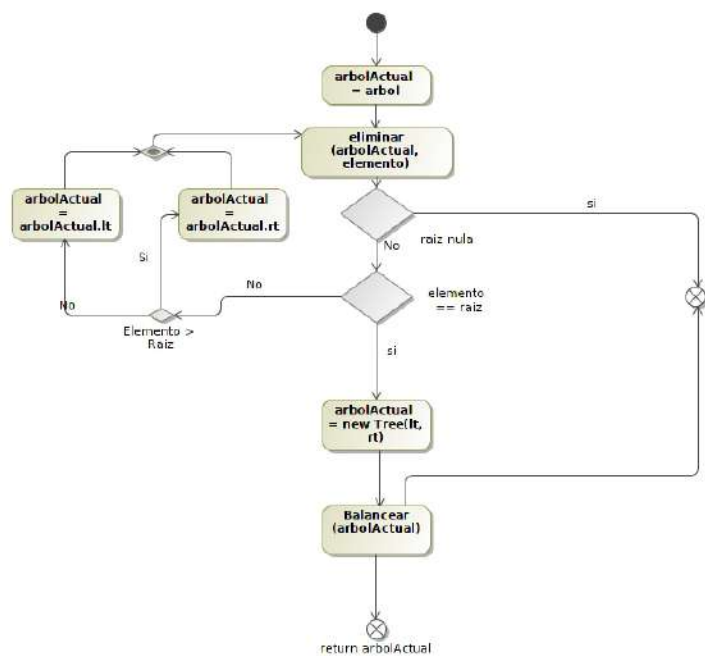 arbolActual
= arbol
eliminar
(arbolActual,
elemento)
arbolActual
= arbolActual.lt
arbolActual
= arbolActual.rt
si
No
raiz nula
Si
No
No
elemento
== raiz
Elemento >
Raiz
si
arbolActual
= new Tree(lt,
rt)
Balancear
(arbolActual)
return arbolActual